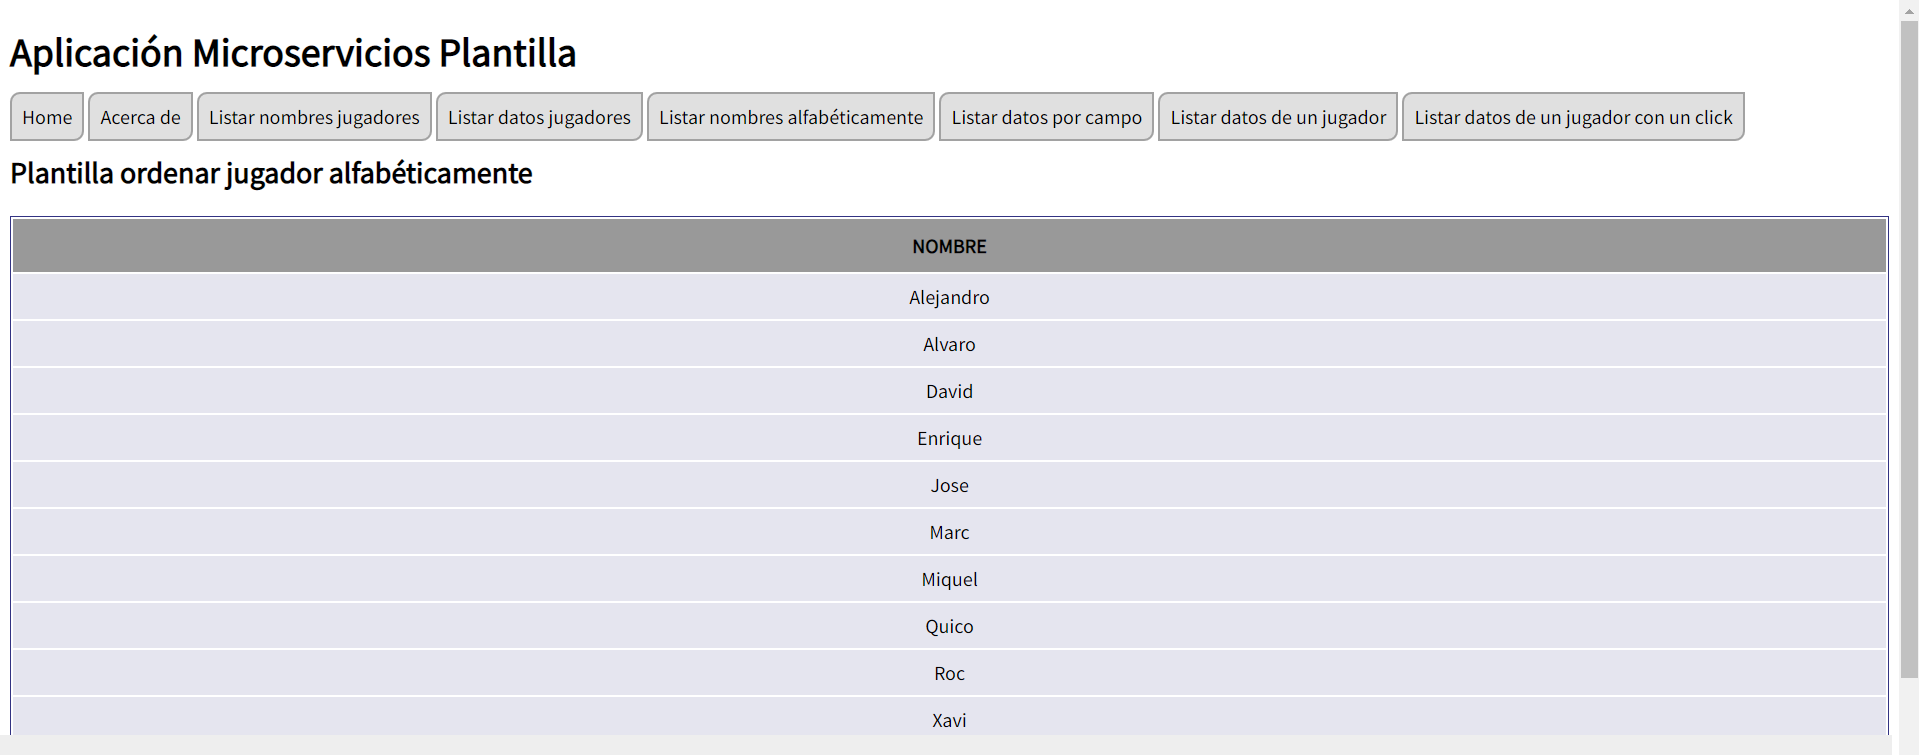 Aplicación Microservicios Plantilla
Home Acerca de Listar nombres jugadores Listar datos jugadores Listar nombres alfabéticamente Listar datos por campo Listar datos de un jugador Listar datos de un jugador con un click
Plantilla ordenar jugador alfabéticamente
NOMBRE
Alejandro
Alvaro
David
Enrique
Jose
Marc
Miquel
Quico
Roc
Xavi